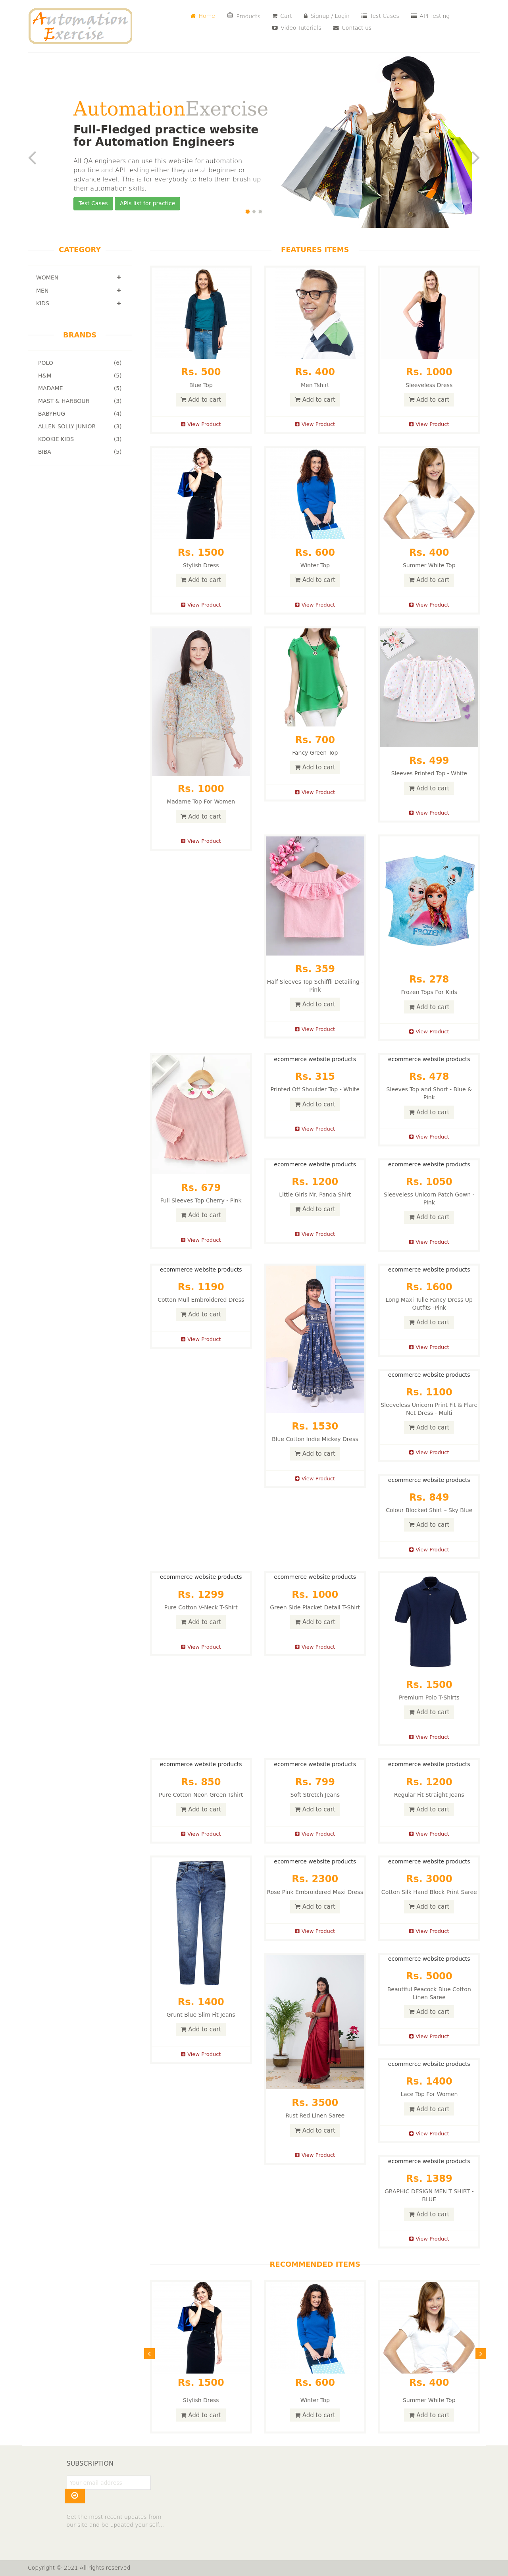 Automation
Exercise
Home
Products
Cart
Signup / Login
Test Cases
API Testing
Video Tutorials
Contact us
AutomationExercise
Full-Fledged practice website
for Automation Engineers
All QA engineers can use this website for automation
practice and API testing either they are at beginner or
advance level. This is for everybody to help them brush up
their automation skills.
Test Cases
APIs list for practice
CATEGORY
WOMEN
MEN
KIDS
BRANDS
POLO (6)
H&M (5)
MADAME (5)
MAST & HARBOUR (3)
BABYHUG (4)
ALLEN SOLLY JUNIOR (3)
KOOKIE KIDS (3)
BIBA (5)
FEATURES ITEMS
Rs. 500
Blue Top
Add to cart
View Product
Rs. 400
Men Tshirt
Add to cart
View Product
Rs. 1000
Sleeveless Dress
Add to cart
View Product
Rs. 1500
Stylish Dress
Add to cart
View Product
Rs. 600
Winter Top
Add to cart
View Product
Rs. 400
Summer White Top
Add to cart
View Product
Rs. 1000
Madame Top For Women
Add to cart
View Product
Rs. 700
Fancy Green Top
Add to cart
View Product
Rs. 499
Sleeves Printed Top - White
Add to cart
View Product
Rs. 359
Half Sleeves Top Schiffli Detailing -
Pink
Add to cart
View Product
FROZEN
Rs. 278
Frozen Tops For Kids
Add to cart
View Product
Rs. 679
Full Sleeves Top Cherry - Pink
Add to cart
View Product
ecommerce website products
Rs. 315
Printed Off Shoulder Top - White
Add to cart
View Product
ecommerce website products
Rs. 478
Sleeves Top and Short - Blue &
Pink
Add to cart
View Product
ecommerce website products
Rs. 1200
Little Girls Mr. Panda Shirt
Add to cart
View Product
ecommerce website products
Rs. 1050
Sleeveless Unicorn Patch Gown -
Pink
Add to cart
View Product
ecommerce website products
Rs. 1190
Cotton Mull Embroidered Dress
Add to cart
View Product
Rs. 1530
Blue Cotton Indie Mickey Dress
Add to cart
View Product
ecommerce website products
Rs. 1600
Long Maxi Tulle Fancy Dress Up
Outfits -Pink
Add to cart
View Product
ecommerce website products
Rs. 1100
Sleeveless Unicorn Print Fit & Flare
Net Dress - Multi
Add to cart
View Product
ecommerce website products
Rs. 849
Colour Blocked Shirt – Sky Blue
Add to cart
View Product
ecommerce website products
Rs. 1299
Pure Cotton V-Neck T-Shirt
Add to cart
View Product
ecommerce website products
Rs. 1000
Green Side Placket Detail T-Shirt
Add to cart
View Product
Rs. 1500
Premium Polo T-Shirts
Add to cart
View Product
ecommerce website products
Rs. 850
Pure Cotton Neon Green Tshirt
Add to cart
View Product
ecommerce website products
Rs. 799
Soft Stretch Jeans
Add to cart
View Product
ecommerce website products
Rs. 1200
Regular Fit Straight Jeans
Add to cart
View Product
Rs. 1400
Grunt Blue Slim Fit Jeans
Add to cart
View Product
ecommerce website products
Rs. 2300
Rose Pink Embroidered Maxi Dress
Add to cart
View Product
ecommerce website products
Rs. 3000
Cotton Silk Hand Block Print Saree
Add to cart
View Product
Rs. 3500
Rust Red Linen Saree
Add to cart
View Product
ecommerce website products
Rs. 5000
Beautiful Peacock Blue Cotton
Linen Saree
Add to cart
View Product
ecommerce website products
Rs. 1400
Lace Top For Women
Add to cart
View Product
ecommerce website products
Rs. 1389
GRAPHIC DESIGN MEN T SHIRT -
BLUE
Add to cart
View Product
RECOMMENDED ITEMS
Rs. 1500
Stylish Dress
Add to cart
Rs. 600
Winter Top
Add to cart
Rs. 400
Summer White Top
Add to cart
SUBSCRIPTION
Your email address
Get the most recent updates from
our site and be updated your self.
Copyright © 2021 All rights reserved